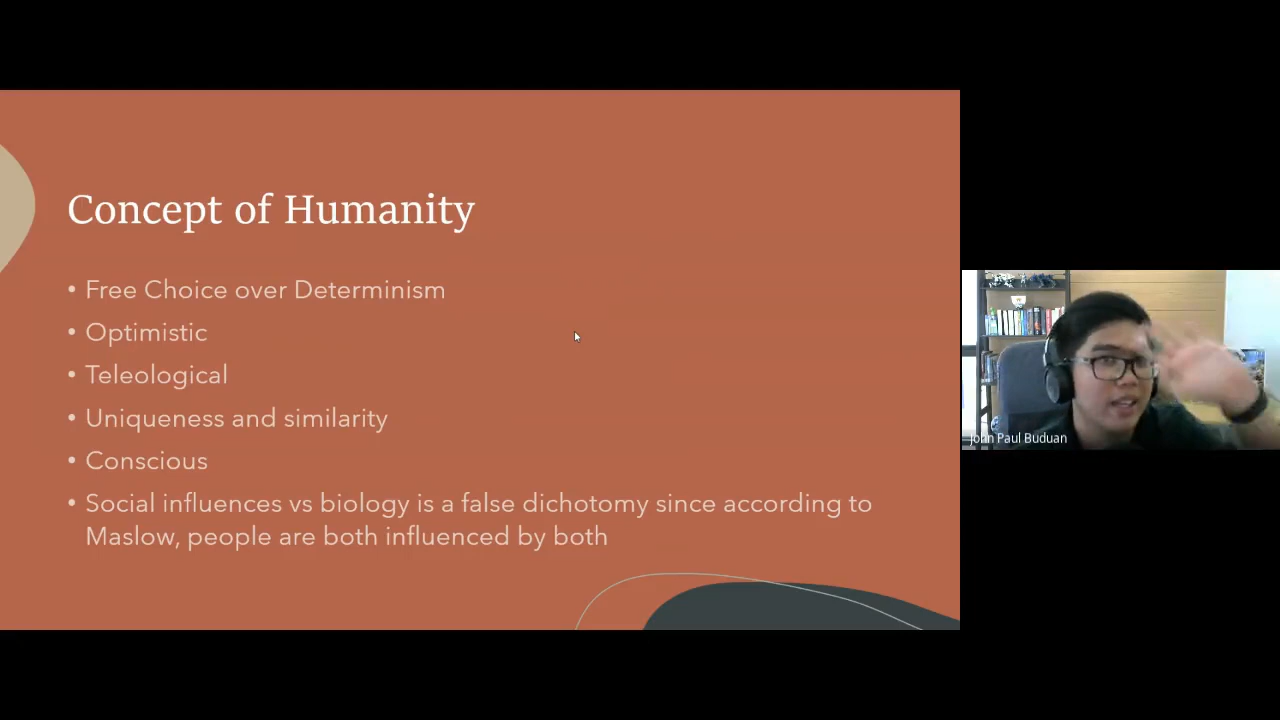 Concept of Humanity
• Free Choice over Determinism
• Optimistic
• Teleological
• Uniqueness and similarity
• Conscious
• Social influences vs biology is a false dichotomy since according to
Maslow, people are both influenced by both
John Paul Buduan